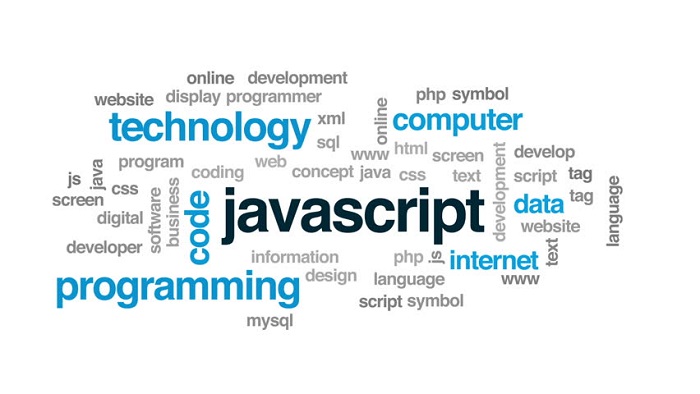 online development
website display programmer
php symbol
technology xml
online
computer
sql
www html screen develop
program
coding
web
concept java css text
development
script tag
js
java
css
screen
digital
developer
software
business
code
javascript
data tag
website
language
information
design
php js internet
text
www
programming
language
script symbol
mysql